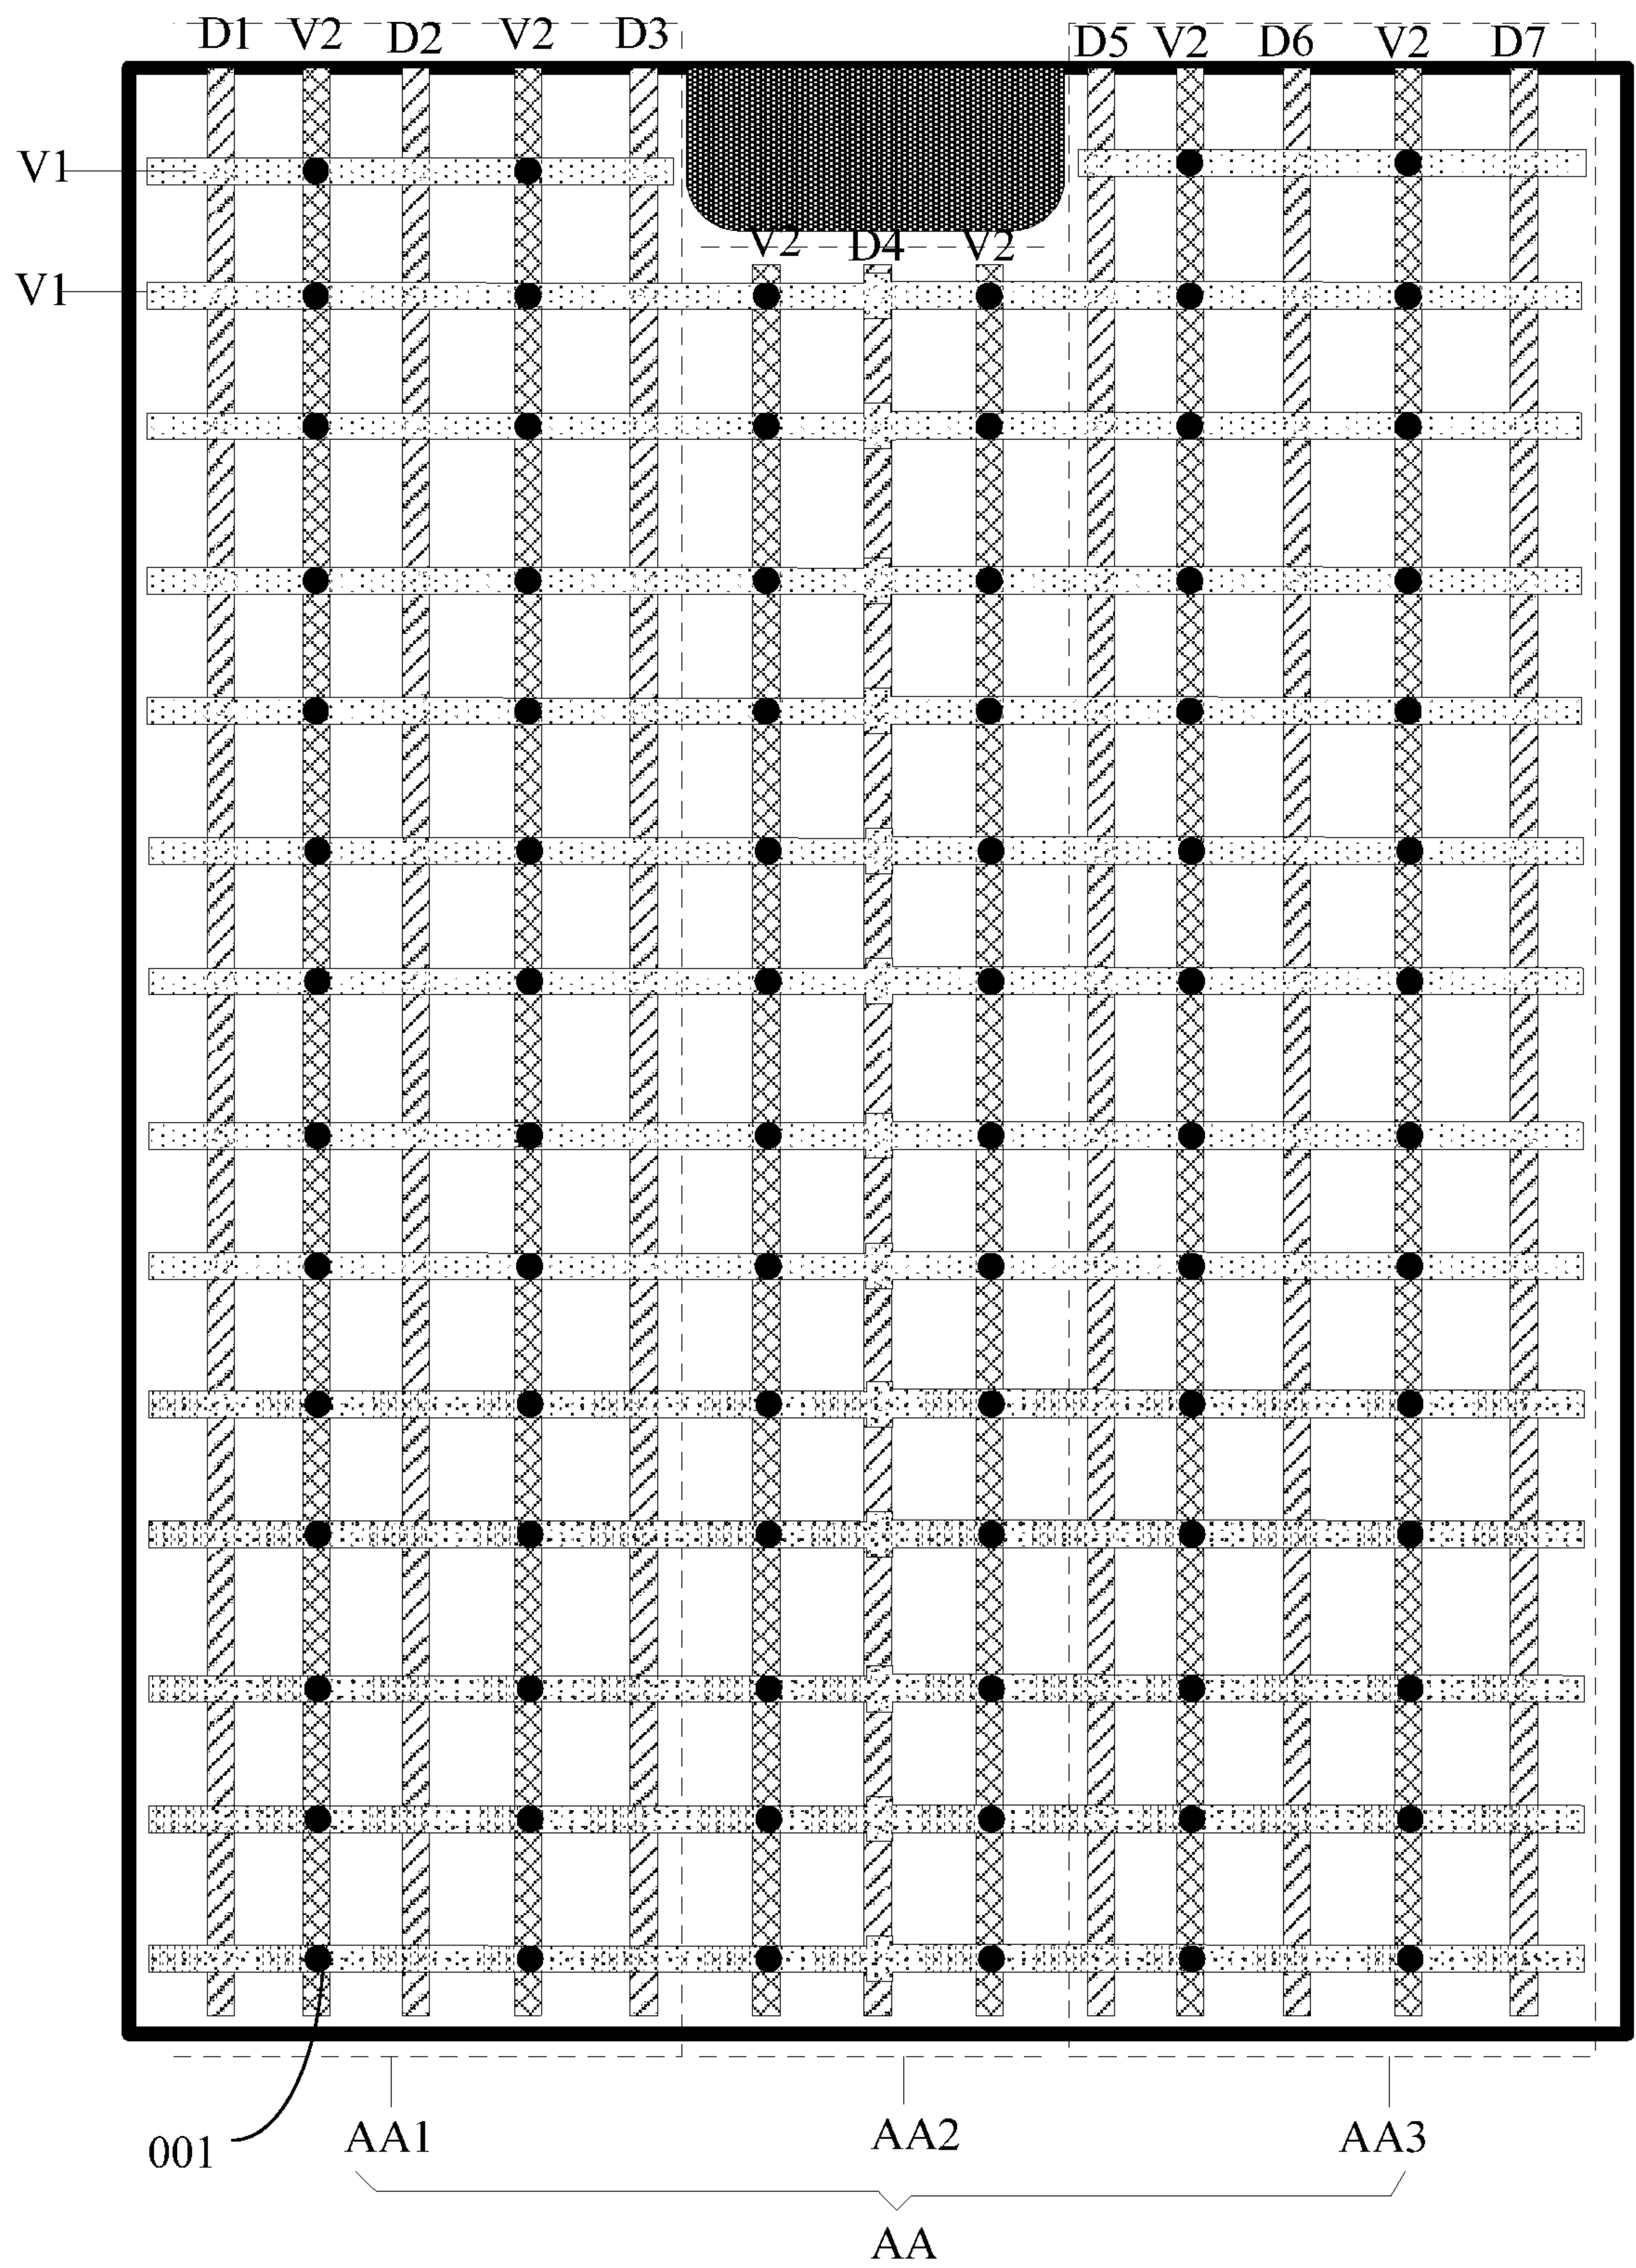 D1 V2 D2 V2 D3 D5 V2 D6 V2 D7
V1
V2 D4 V2
V1
001 AA1 AA2 AA3
AA